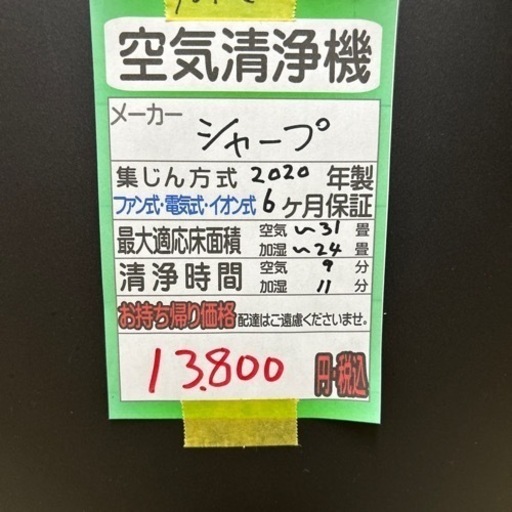 空気清浄機
メーカー シャープ
集じん方式 2020 年製
ファン式・電気式・イオン式 6ヶ月保証
最大適応床面積 空気 〜31 畳
加湿 〜24 畳
清浄時間 空気 9 分
加湿 11 分
お持ち帰り価格 配達はご遠慮くださいませ。
13.800 円・税込